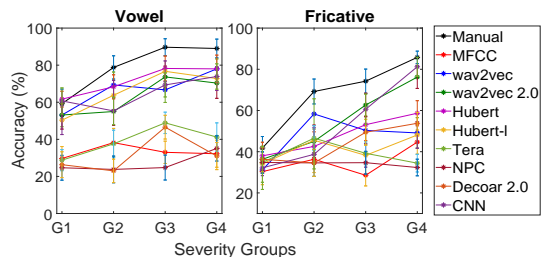 Vowel
Fricative
Accuracy (%)
100
80
60
40
20
0
G1 G2 G3 G4
100
80
60
40
20
G1 G2 G3 G4
Severity Groups
Manual
MFCC
wav2vec
wav2vec 2.0
Hubert
Hubert-l
Tera
NPC
Decoar 2.0
CNN